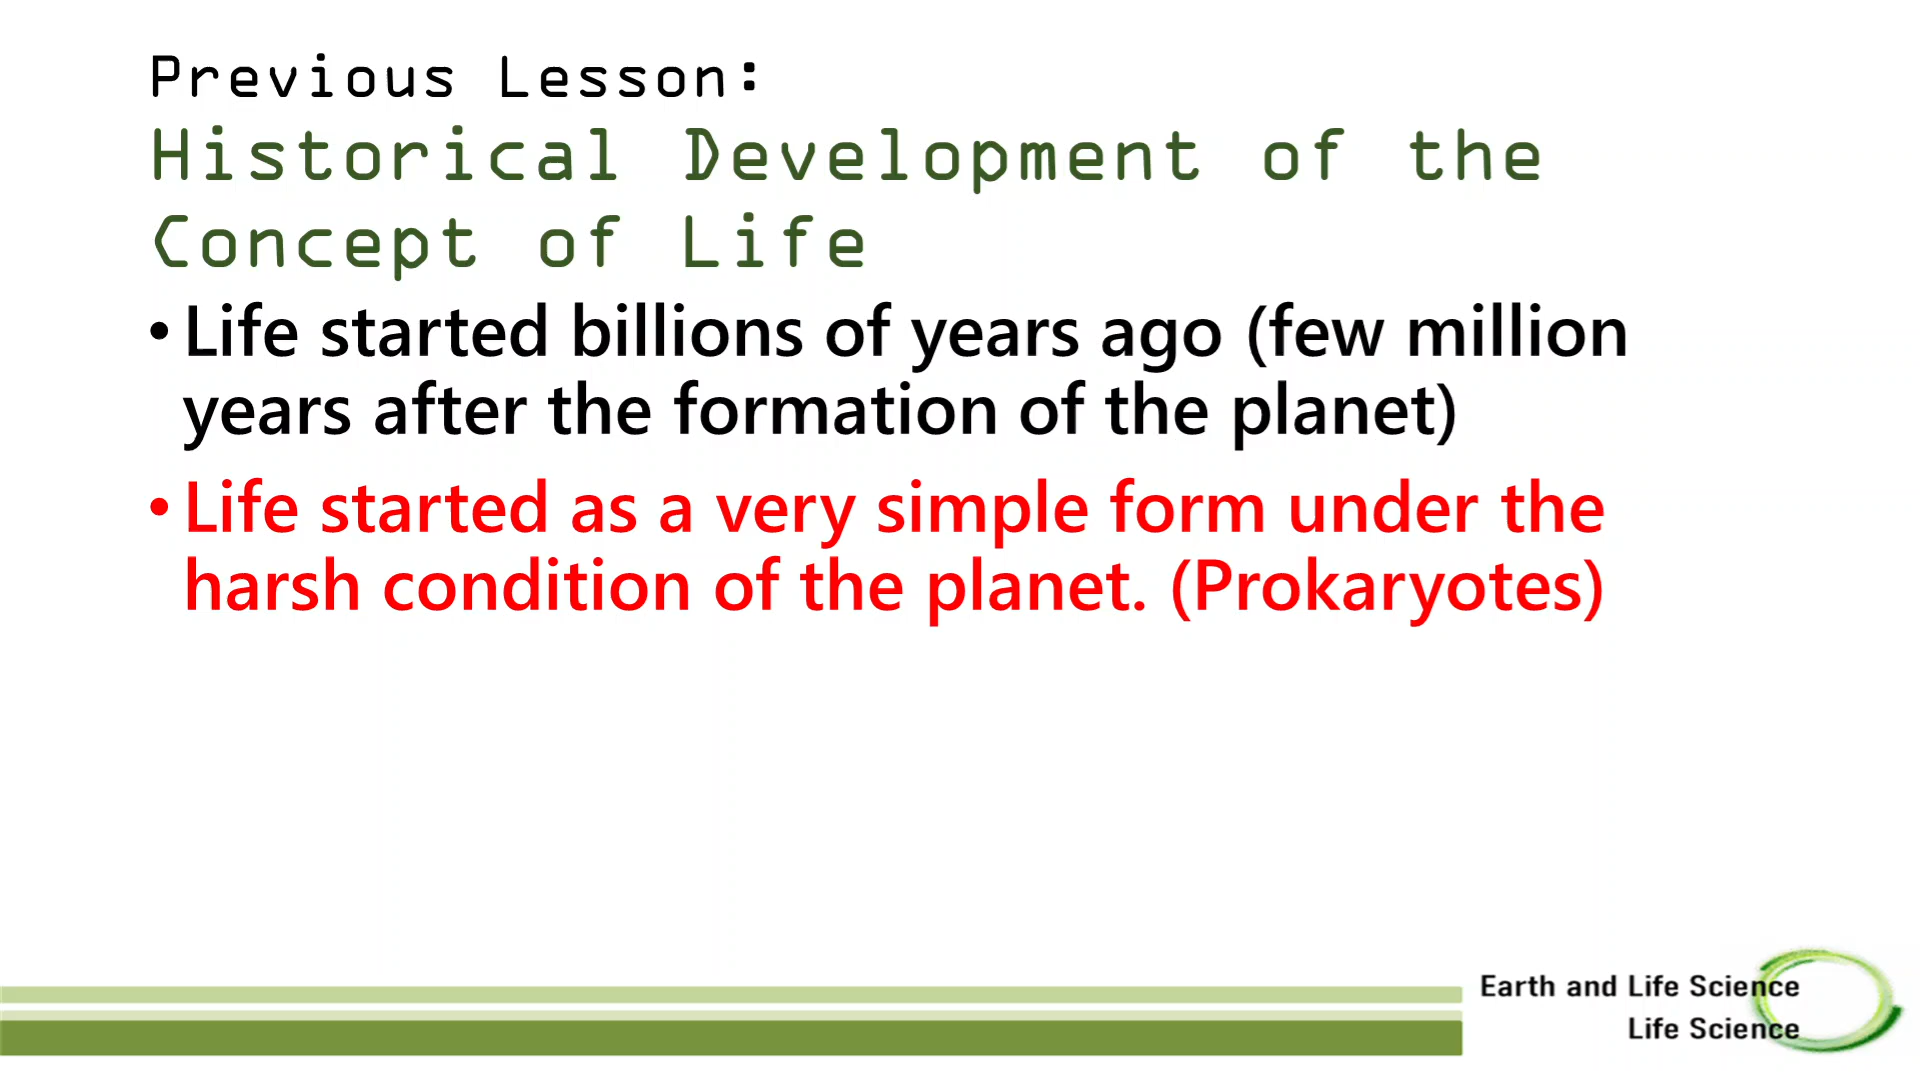 Previous Lesson:
Historical Development of the
Concept of Life
• Life started billions of years ago (few million
years after the formation of the planet)
• Life started as a very simple form under the
harsh condition of the planet. (Prokaryotes)
Earth and Life Science
Life Science